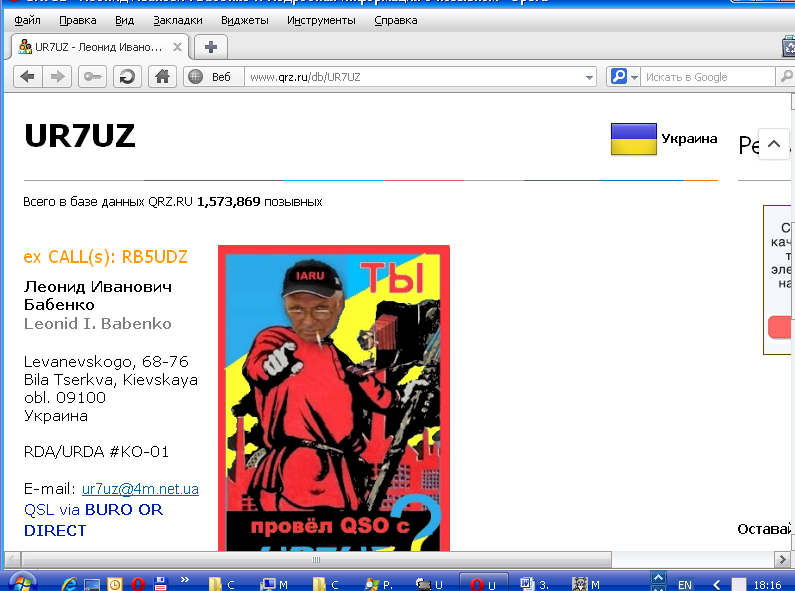 Файл Правка Вид Закладки Виджеты Инструменты Справка
UR7UZ - Леонид Ивано...
Веб www.qrz.ru/db/UR7UZ Искать в Google
UR7UZ
Украина
Всего в базе данных QRZ.RU 1,573,869 позывных
ex CALL(s): RB5UDZ
Леонид Иванович
Бабенко
Leonid I. Babenko
Levanevskogo, 68-76
Bila Tserkva, Kievskaya
obl. 09100
Украина
RDA/URDA #KO-01
E-mail: ur7uz@4m.net.ua
QSL via BURO OR
DIRECT
IARU
ТЫ
провёл QSO с
?
Оставай
С С 3. EN 18:16